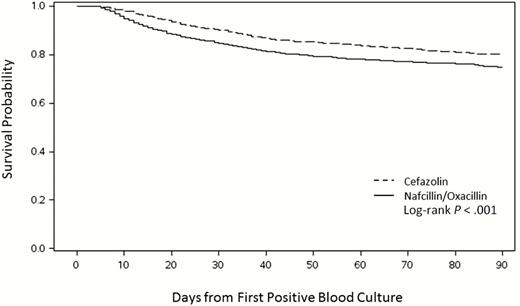 Survival Probability
1.0
0.8
0.6
0.4
0.2
0.0
Cefazolin
Nafcillin/Oxacillin
Log-rank P < .001
0 10 20 30 40 50 60 70 80 90
Days from First Positive Blood Culture